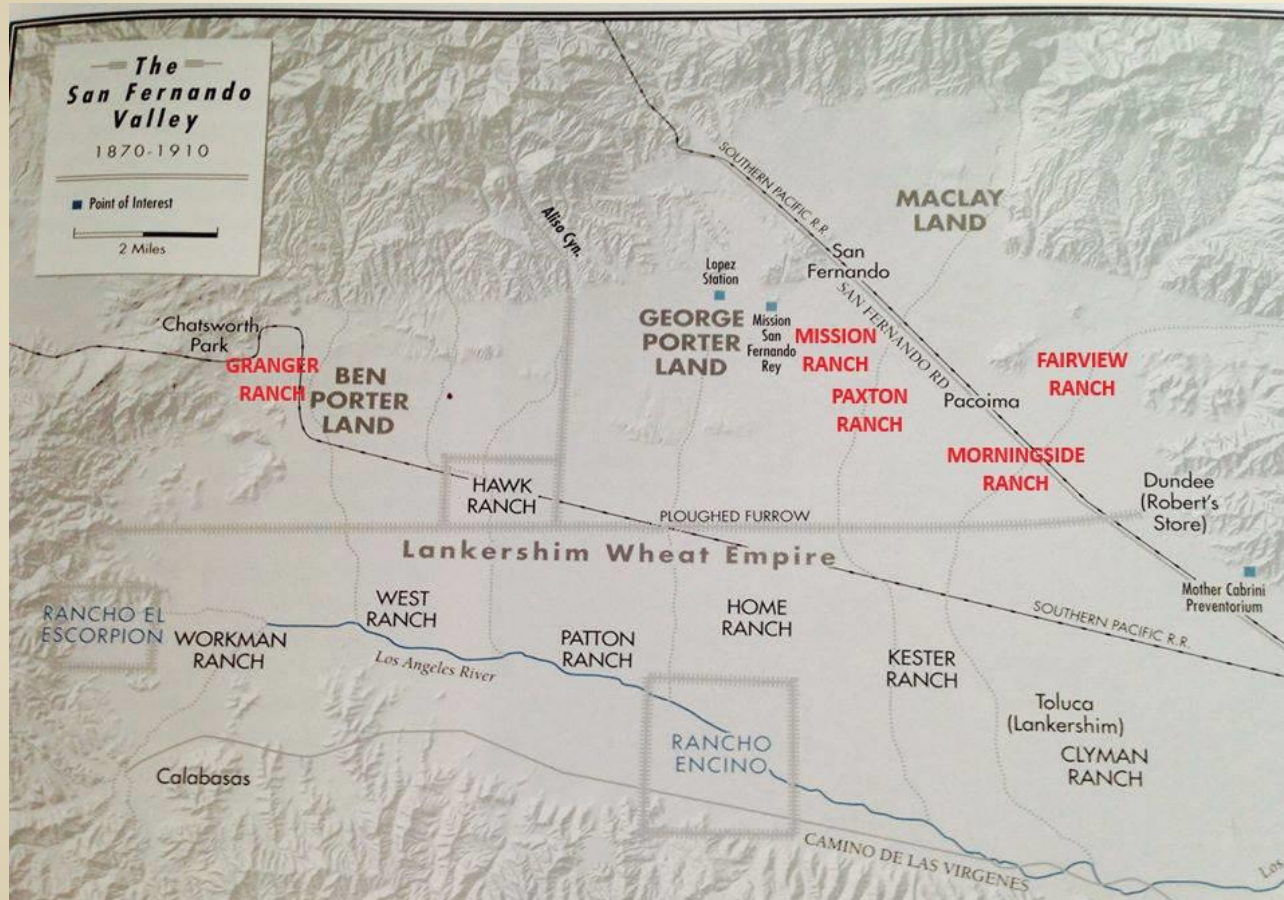 The
San Fernando
Valley
1870-1910
Point of Interest
2 Miles
Aliso Cyn.
SOUTHERN PACIFIC R.R.
MACLAY
LAND
San
Fernando
SAN FERNANDO RD
Lopez
Station
GEORGE
PORTER
LAND
Mission
San
Fernando
Rey
MISSION
RANCH
Chatsworth
Park
GRANGER
RANCH
BEN
PORTER
LAND
PAXTON
RANCH
Pacoima
FAIRVIEW
RANCH
MORNINGSIDE
RANCH
Dundee
(Robert's
Store)
HAWK
RANCH
PLOUGHED FURROW
Lankershim Wheat Empire
Mother Cabrini
Preventorium
SOUTHERN PACIFIC R.R.
RANCHO EL
ESCORPION
WORKMAN
RANCH
WEST
RANCH
Los Angeles River
PATTON
RANCH
HOME
RANCH
KESTER
RANCH
Toluca
(Lankershim)
CLYMAN
RANCH
RANCHO
ENCINO
Calabasas
CAMINO DE LAS VIRGENES
Los